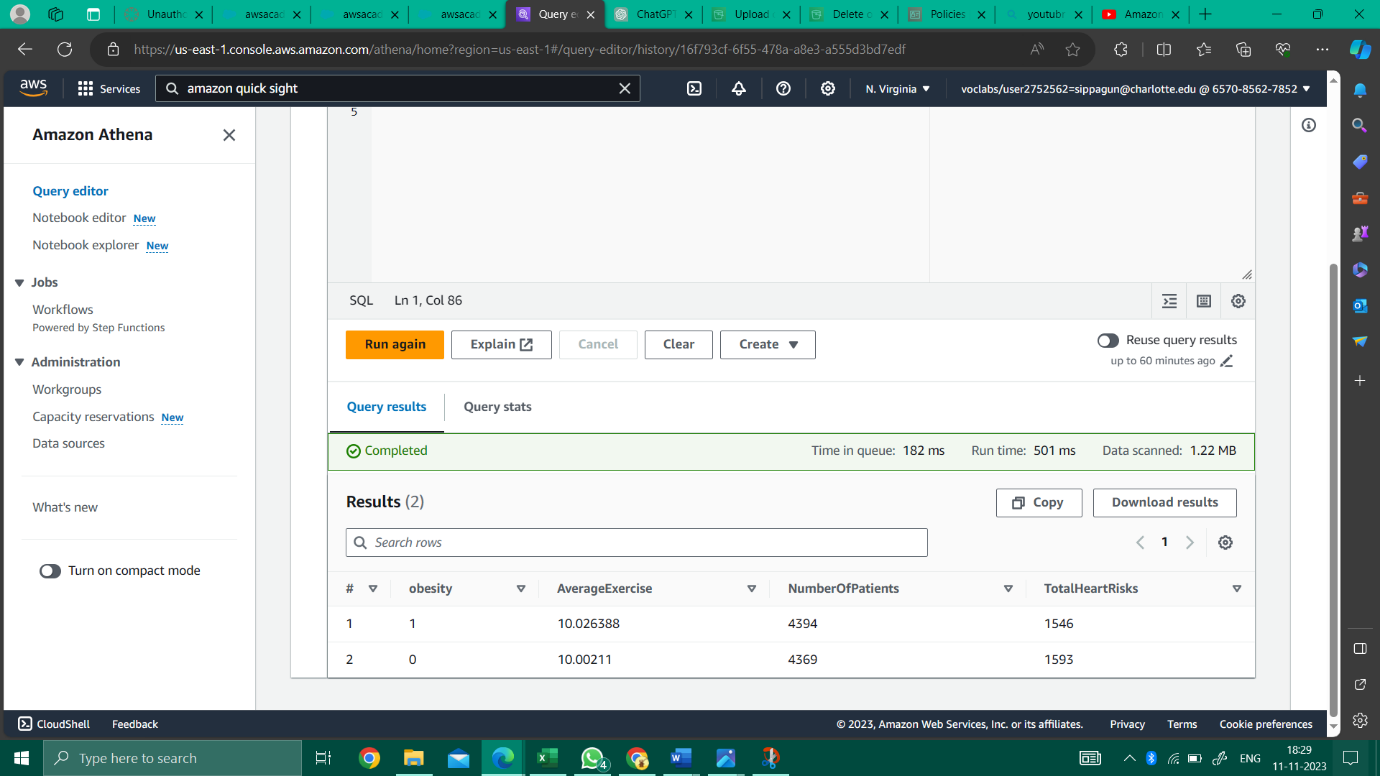 Unautho
awsacad
awsacad
awsacad
Query e
ChatGPT
Upload
Delete o
Policies
youtube
Amazon
https://us-east-1.console.aws.amazon.com/athena/home?region=us-east-1#/query-editor/history/16f793cf-6f55-478a-a8e3-a555d3bd7edf
aws
Services
amazon quick sight
N. Virginia
voclabs/user2752562=sippagun@charlotte.edu @ 6570-8562-7852
Amazon Athena
Query editor
Notebook editor New
Notebook explorer New
Jobs
Workflows
Powered by Step Functions
Administration
Workgroups
Capacity reservations New
Data sources
What's new
Turn on compact mode
5
SQL Ln 1, Col 86
Run again
Explain
Cancel
Clear
Create
Reuse query results
up to 60 minutes ago
Query results
Query stats
Completed
Time in queue: 182 ms Run time: 501 ms Data scanned: 1.22 MB
Results (2)
Copy
Download results
Search rows
1
# obesity AverageExercise NumberOfPatients TotalHeartRisks
1 1 10.026388 4394 1546
2 0 10.00211 4369 1593
CloudShell Feedback © 2023, Amazon Web Services, Inc. or its affiliates. Privacy Terms Cookie preferences
Type here to search
4
ENG
18:29
11-11-2023